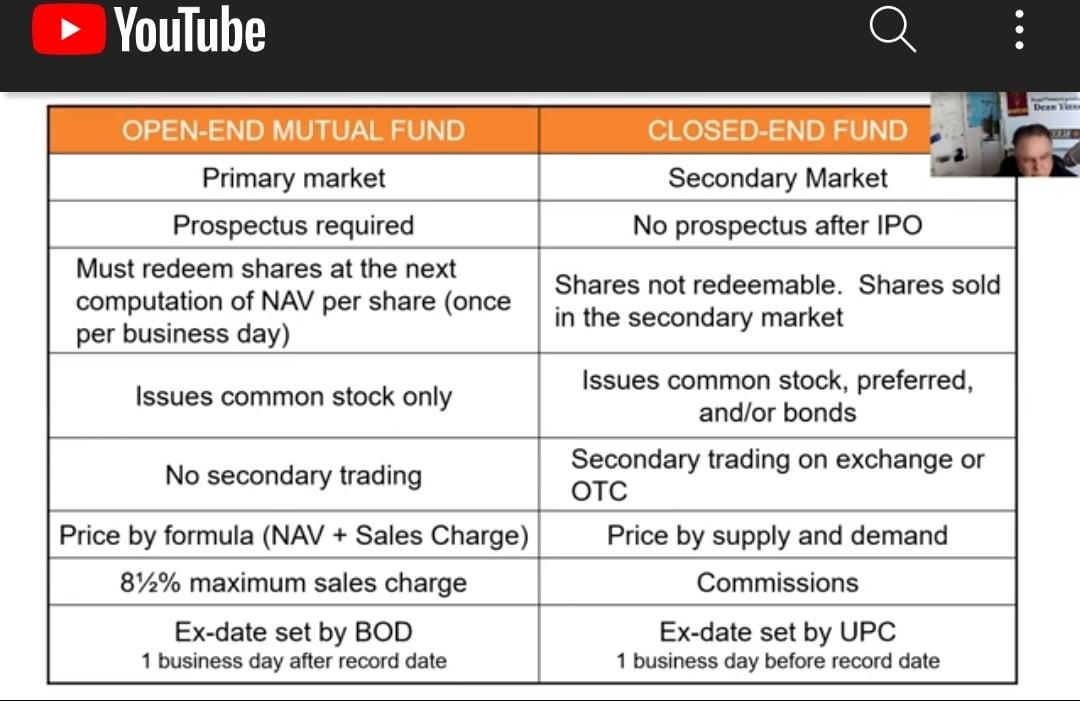 YouTube
OPEN-END MUTUAL FUND
CLOSED-END FUND
Primary market
Secondary Market
Prospectus required
No prospectus after IPO
Must redeem shares at the next
computation of NAV per share (once
per business day)
Shares not redeemable. Shares sold
in the secondary market
Issues common stock only
Issues common stock, preferred,
and/or bonds
No secondary trading
Secondary trading on exchange or
OTC
Price by formula (NAV + Sales Charge)
Price by supply and demand
8½% maximum sales charge
Commissions
Ex-date set by BOD
1 business day after record date
Ex-date set by UPC
1 business day before record date
Dean